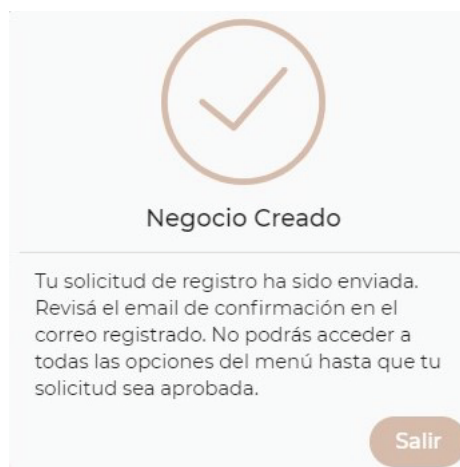 Negocio Creado
Tu solicitud de registro ha sido enviada.
Revisá el email de confirmación en el
correo registrado. No podrás acceder a
todas las opciones del menú hasta que tu
solicitud sea aprobada.
Salir